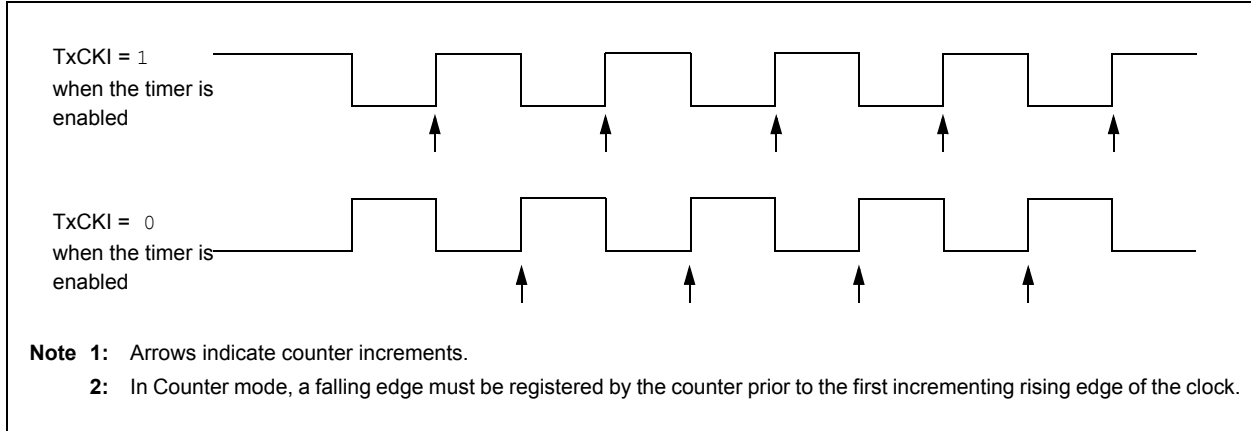 TxCKI = 1
when the timer is
enabled
TxCKI = 0
when the timer is
enabled
Note 1: Arrows indicate counter increments.
2: In Counter mode, a falling edge must be registered by the counter prior to the first incrementing rising edge of the clock.